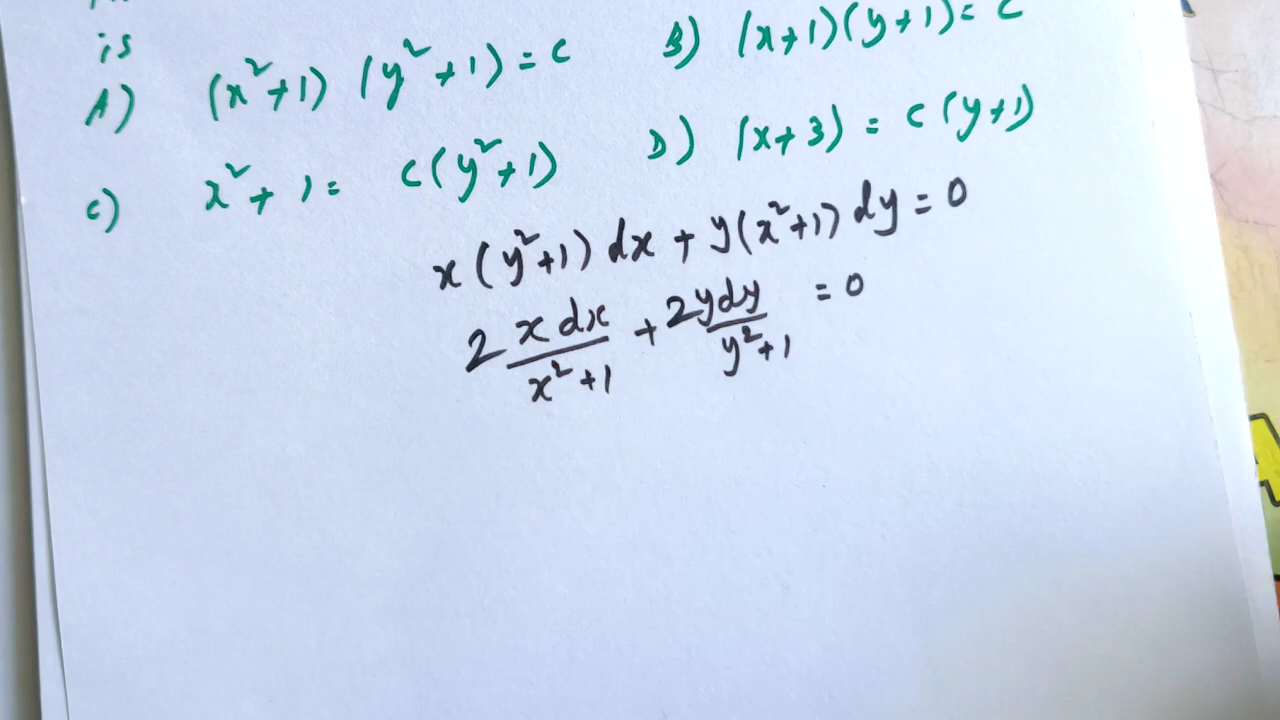 is
A) (x²+1) (y²+1) = c B) (x+1)(y+1) = c
c) x²+1 = c(y²+1) D) (x+3) = c(y+1)
x(y²+1) dx + y(x²+1) dy = 0
2 x dx / x²+1 + 2y dy / y²+1 = 0